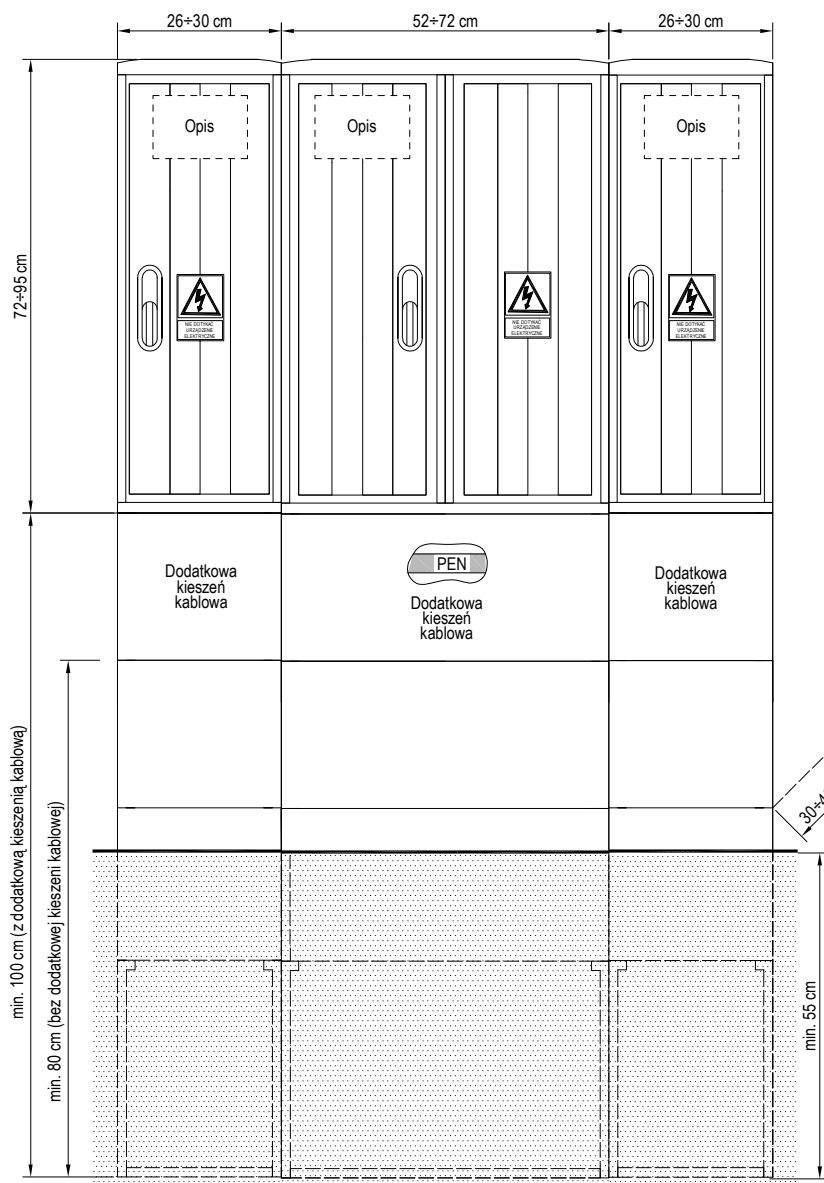 26÷30 cm
52÷72 cm
26÷30 cm
Opis
Opis
Opis
72÷95 cm
NIE DOTYKAĆ
URZĄDZENIE
ELEKTRYCZNE
NIE DOTYKAĆ
URZĄDZENIE
ELEKTRYCZNE
NIE DOTYKAĆ
URZĄDZENIE
ELEKTRYCZNE
Dodatkowa
kieszeń
kablowa
PEN
Dodatkowa
kieszeń
kablowa
Dodatkowa
kieszeń
kablowa
min. 100 cm (z dodatkową kieszenią kablową)
min. 80 cm (bez dodatkowej kieszeni kablowej)
min. 55 cm